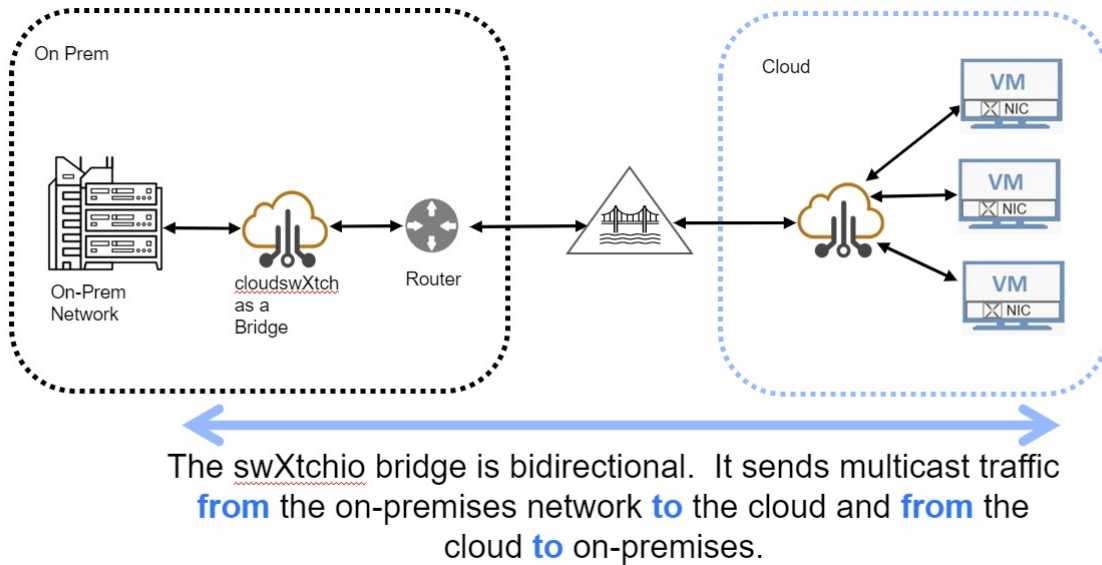 On Prem
Cloud
VM
NIC
VM
NIC
VM
NIC
On-Prem
Network
cloudswXtch
as a
Bridge
Router
The swXtchio bridge is bidirectional.  It sends multicast traffic
from the on-premises network to the cloud and from the
cloud to on-premises.